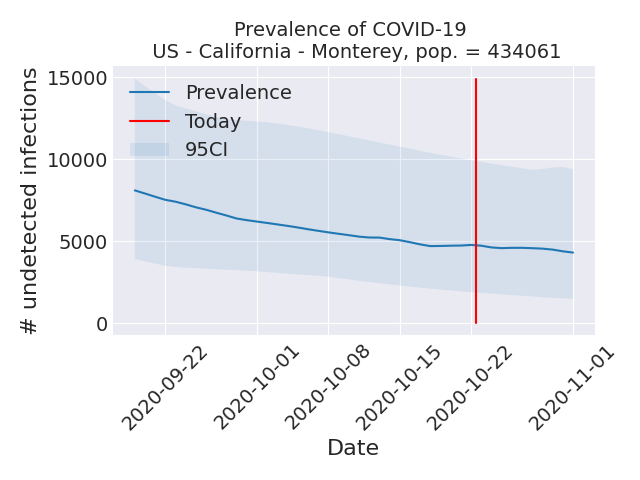 Prevalence of COVID-19
US - California - Monterey, pop. = 434061
# undetected infections
15000
10000
5000
0
Prevalence
Today
95CI
2020-09-22
2020-10-01
2020-10-08
2020-10-15
2020-10-22
2020-11-01
Date